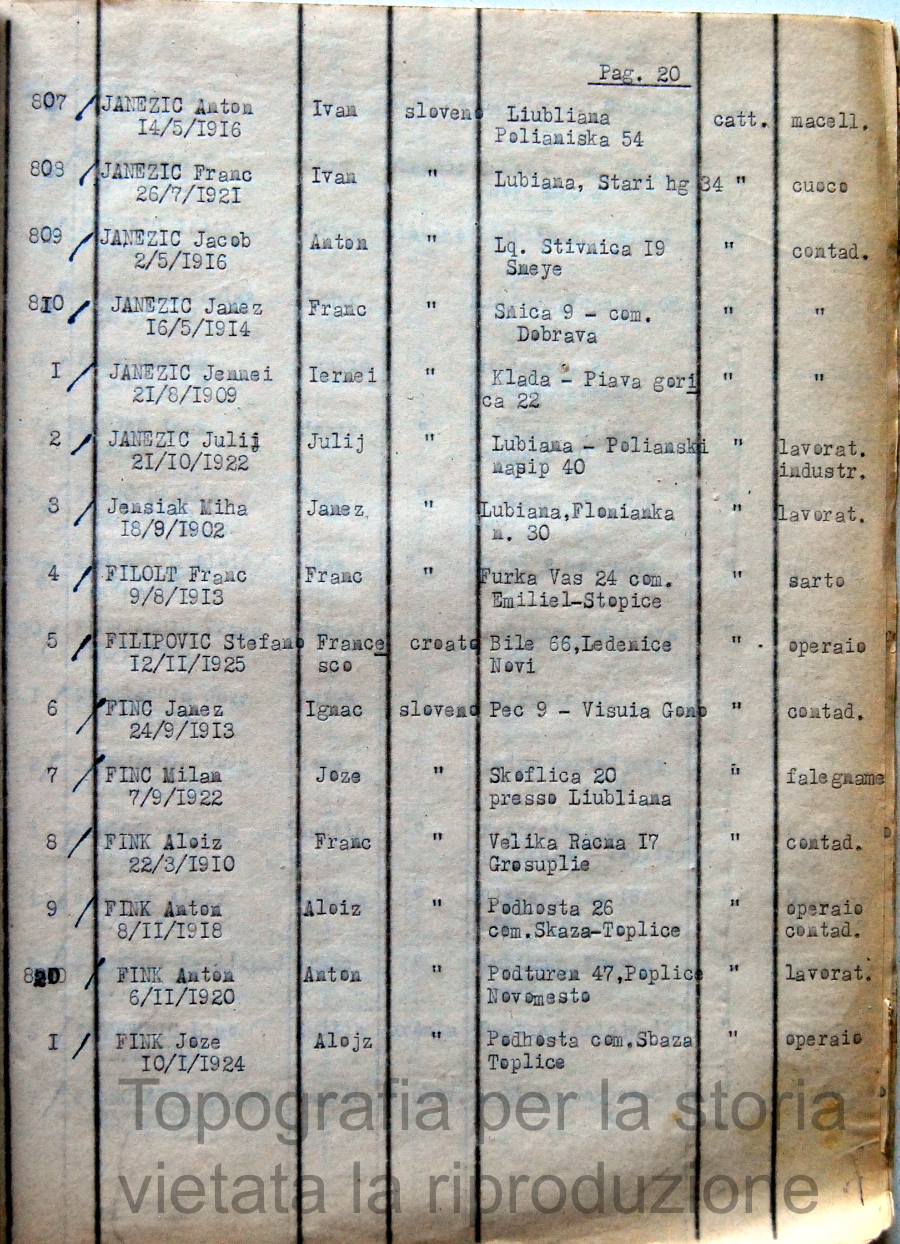 Pag. 20
807 / JANEZIC Anton Ivan sloveno Liubliana catt. macell.
14/5/1916 Polianiska 54
808 / JANEZIC Franc Ivan " Lubiana, Stari hg 34 " cuoco
26/7/1921
809 / JANEZIC Jacob Anton " Lq. Stivnica 19 " contad.
2/5/1916 Sneye
810 / JANEZIC Janez Franc " Snica 9 - com. " "
16/5/1914 Dobrava
1 / JANEZIC Jennei Iernei " Klada - Piava gori " "
21/8/1909 ca 22
2 / JANEZIC Julij Julij " Lubiana - Polianski " lavorat.
21/10/1922 nasip 40 industr.
3 / Jensiak Miha Janez " Lubiana,Flonianka " lavorat.
18/9/1902 n. 30
4 / FILOLT Franc Franc " Furka Vas 24 com. " sarto
9/8/1913 Emiliel-Stopice
5 / FILIPOVIC Stefano France croato Bile 66,Ledenice " operaio
12/11/1925 sco Novi
6 / FINC Janez Ignac sloveno Pec 9 - Visuia Gono " contad.
24/9/1913
7 / FINC Milan Joze " Skoflica 20 " falegname
7/9/1922 presso Liubliana
8 / FINK Aloiz Franc " Velika Racna 17 " contad.
22/3/1910 Grosuplie
9 / FINK Anton Aloiz " Podhosta 26 " operaio
8/11/1918 com.Skaza-Toplice contad.
820 / FINK Anton Anton " Podturen 47,Poplice " lavorat.
6/11/1920 Novomesto
1 / FINK Joze Alojz " Podhosta com.Sbaza " operaio
10/1/1924 Toplice
Topografia per la storia
vietata la riproduzione